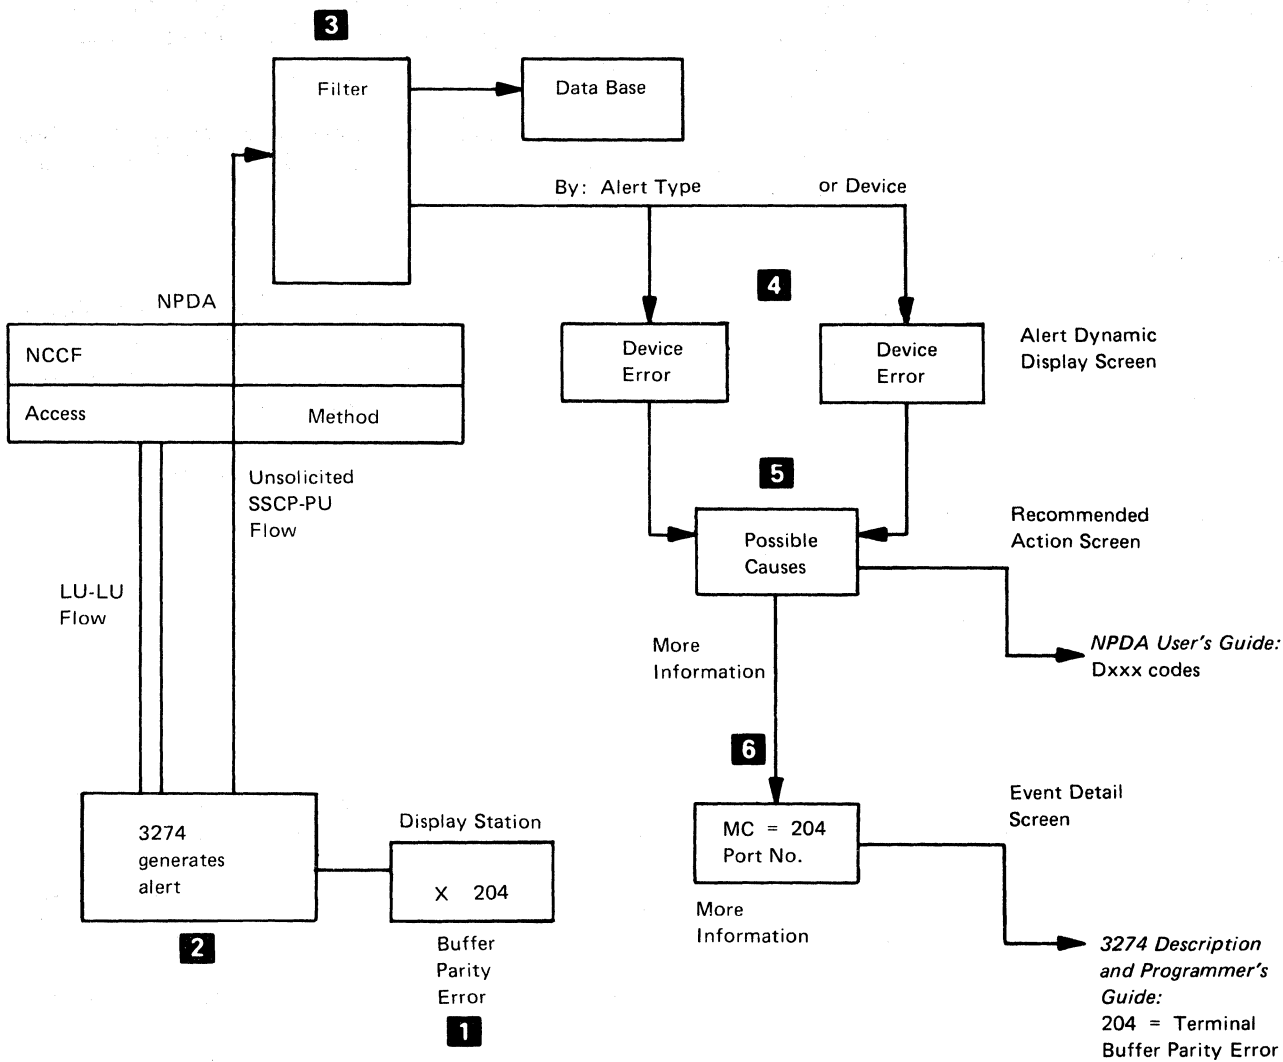 3
Filter
Data Base
By: Alert Type
or Device
NPDA
4
NCCF
Device
Error
Device
Error
Alert Dynamic
Display Screen
Access
Method
Unsolicited
SSCP-PU
Flow
5
Possible
Causes
Recommended
Action Screen
LU-LU
Flow
More
Information
NPDA User's Guide:
Dxxx codes
6
3274
generates
alert
2
Display Station
X 204
Buffer
Parity
Error
1
MC = 204
Port No.
Event Detail
Screen
More
Information
3274 Description
and Programmer's
Guide:
204 = Terminal
Buffer Parity Error